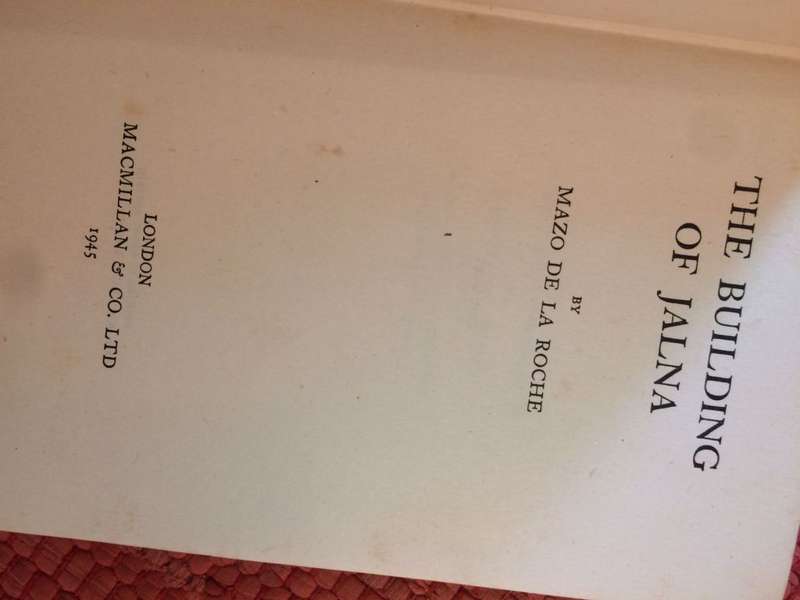 THE BUILDING
OF JALNA
BY
MAZO DE LA ROCHE
LONDON
MACMILLAN & CO. LTD
1945